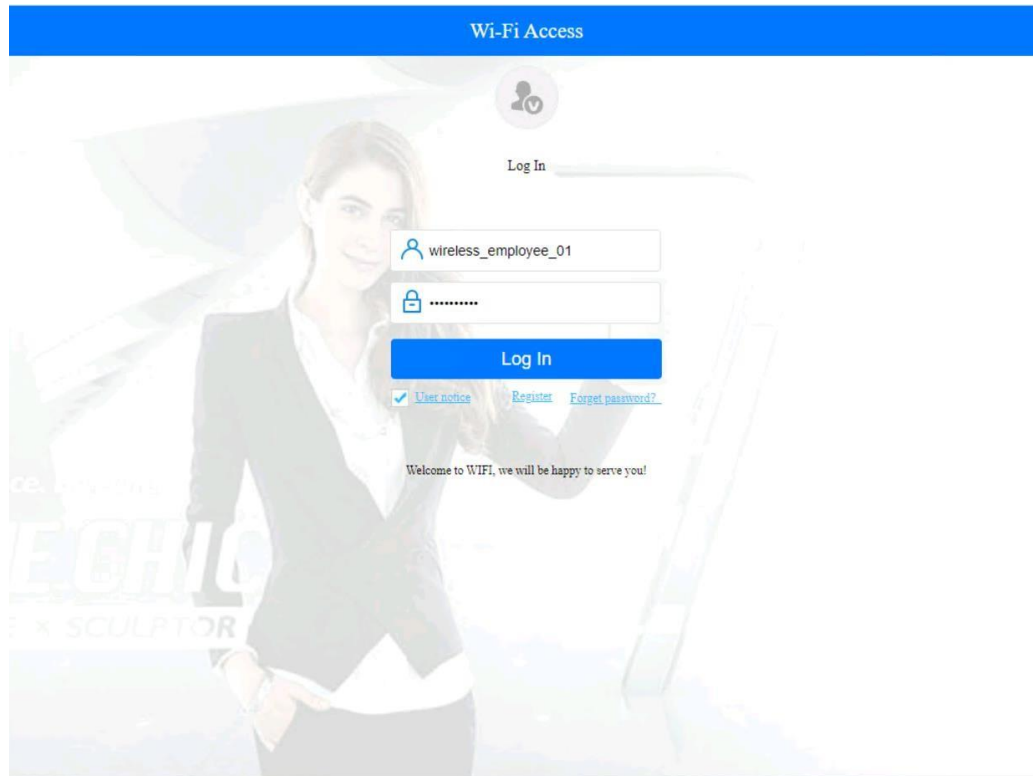 Wi-Fi Access
Log In
wireless_employee_01
••••••••••
Log In
User notice Register Forget password?
Welcome to WIFI, we will be happy to serve you!
SCULPTOR